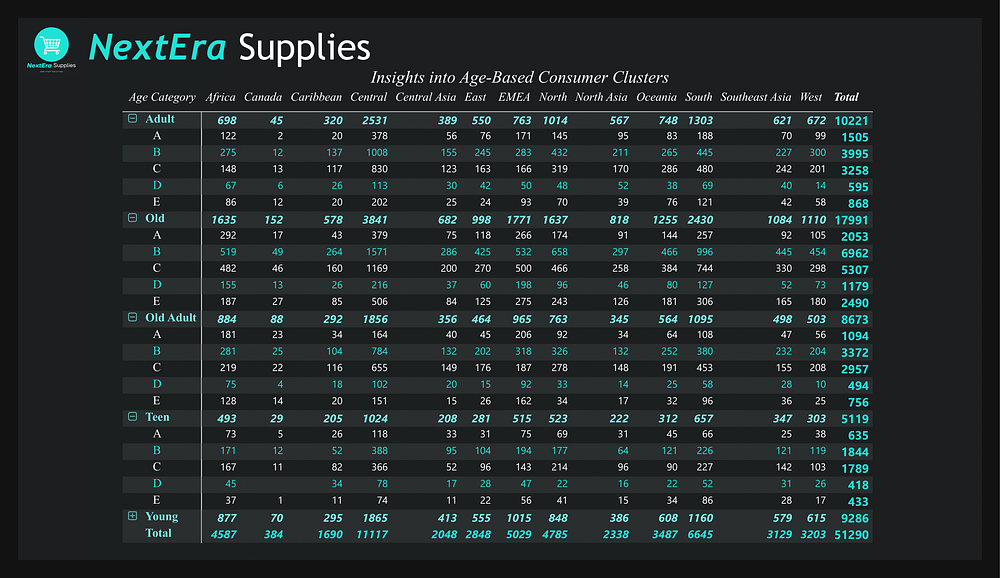 NextEra Supplies
NextEra Supplies
Insights into Age-Based Consumer Clusters
Age Category Africa Canada Caribbean Central Central Asia East EMEA North North Asia Oceania South Southeast Asia West Total
Adult 698 45 320 2531 389 550 763 1014 567 748 1303 621 672 10221
A 122 2 20 378 56 76 171 145 95 83 188 70 99 1505
B 275 12 137 1008 155 245 283 432 211 265 445 227 300 3995
C 148 13 117 830 123 163 166 319 170 286 480 242 201 3258
D 67 6 26 113 30 42 50 48 52 38 69 40 14 595
E 86 12 20 202 25 24 93 70 39 76 121 42 58 868
Old 1635 152 578 3841 682 998 1771 1637 818 1255 2430 1084 1110 17991
A 292 17 43 379 75 118 266 174 91 144 257 92 105 2053
B 519 49 264 1571 286 425 532 658 297 466 996 445 454 6962
C 482 46 160 1169 200 270 500 466 258 384 744 330 298 5307
D 155 13 26 216 37 60 198 96 46 80 127 52 73 1179
E 187 27 85 506 84 125 275 243 126 181 306 165 180 2490
Old Adult 884 88 292 1856 356 464 965 763 345 564 1095 498 503 8673
A 181 23 34 164 40 45 206 92 34 64 108 47 56 1094
B 281 25 104 784 132 202 318 326 132 252 380 232 204 3372
C 219 22 116 655 149 176 187 278 148 191 453 155 208 2957
D 75 4 18 102 20 15 92 33 14 25 58 28 10 494
E 128 14 20 151 15 26 162 34 17 32 96 36 25 756
Teen 493 29 205 1024 208 281 515 523 222 312 657 347 303 5119
A 73 5 26 118 33 31 75 69 31 45 66 25 38 635
B 171 12 52 388 95 104 194 177 64 121 226 121 119 1844
C 167 11 82 366 52 96 143 214 96 90 227 142 103 1789
D 45 34 78 17 28 47 22 16 22 52 31 26 418
E 37 1 11 74 11 22 56 41 15 34 86 28 17 433
Young 877 70 295 1865 413 555 1015 848 386 608 1160 579 615 9286
Total 4587 384 1690 11117 2048 2848 5029 4785 2338 3487 6645 3129 3203 51290